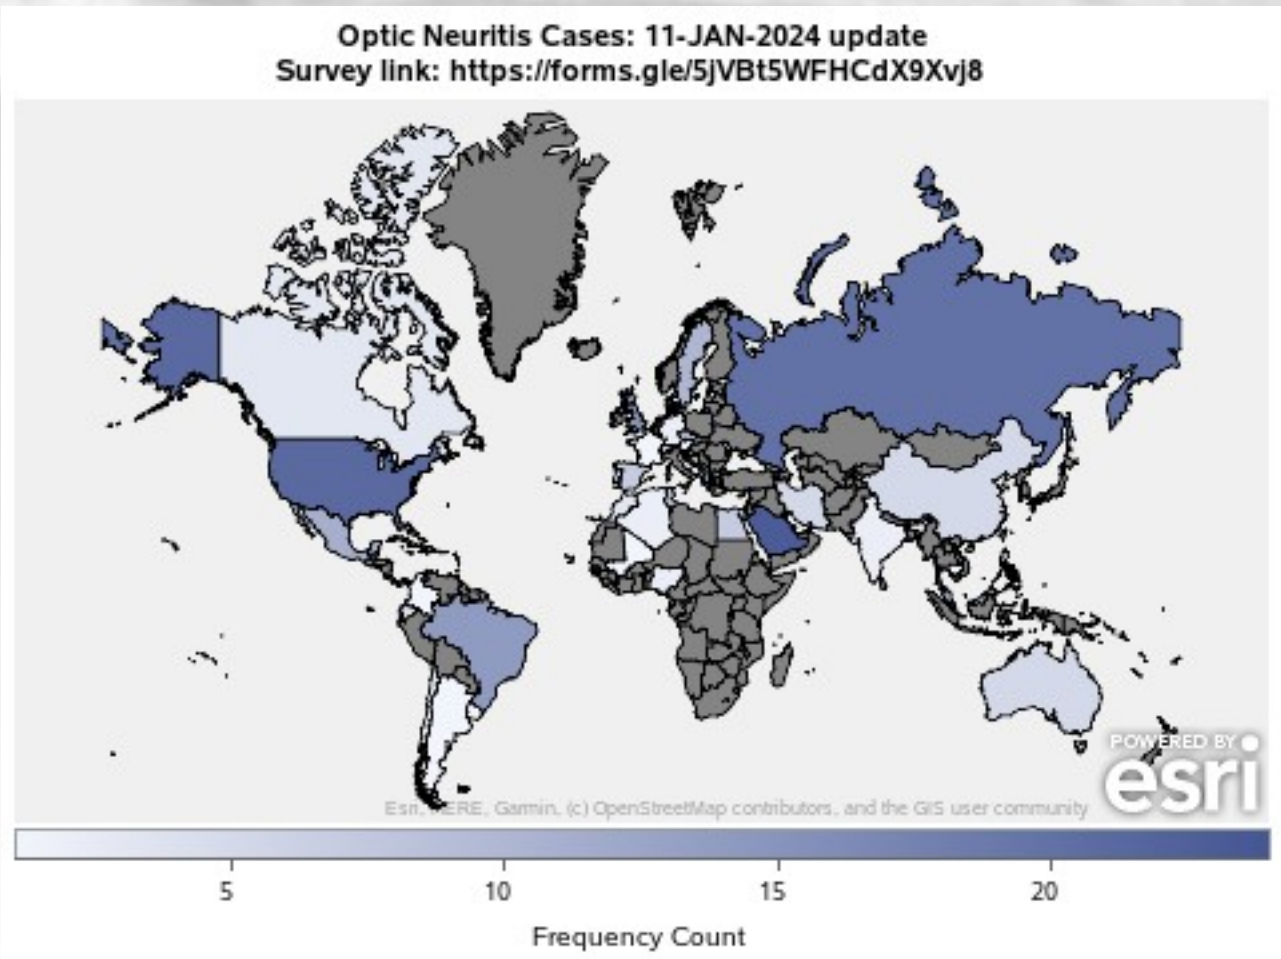 Optic Neuritis Cases: 11-JAN-2024 update
Survey link: https://forms.gle/5jVBt5WFHCdX9Xvj8
POWERED BY
esri
Esri, HERE, Garmin, (c) OpenStreetMap contributors, and the GIS user community
5 10 15 20
Frequency Count